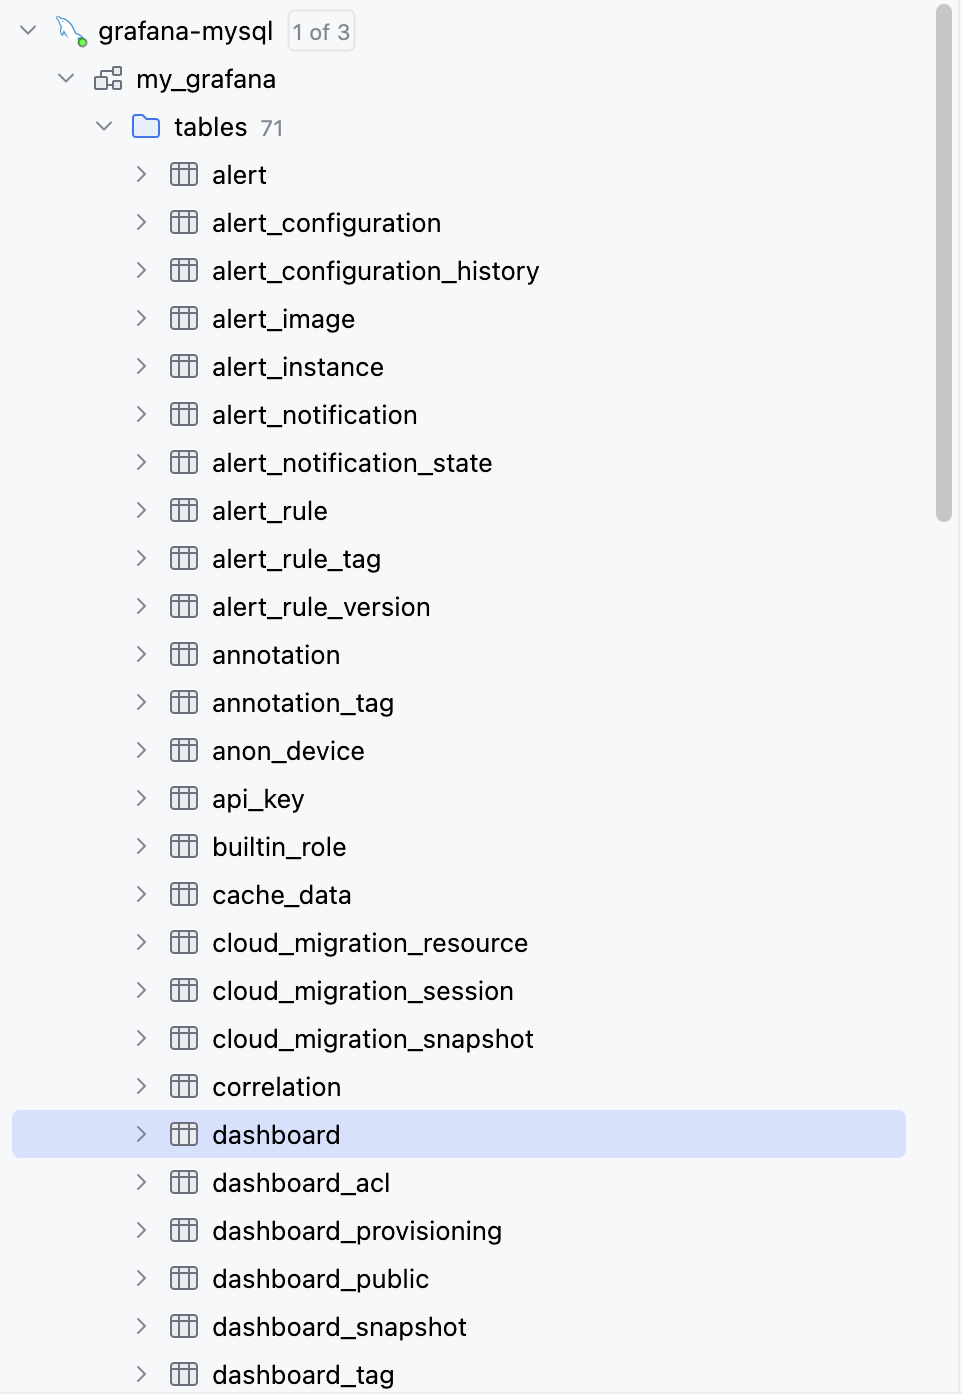 grafana-mysql 1 of 3
my_grafana
tables 71
alert
alert_configuration
alert_configuration_history
alert_image
alert_instance
alert_notification
alert_notification_state
alert_rule
alert_rule_tag
alert_rule_version
annotation
annotation_tag
anon_device
api_key
builtin_role
cache_data
cloud_migration_resource
cloud_migration_session
cloud_migration_snapshot
correlation
dashboard
dashboard_acl
dashboard_provisioning
dashboard_public
dashboard_snapshot
dashboard_tag